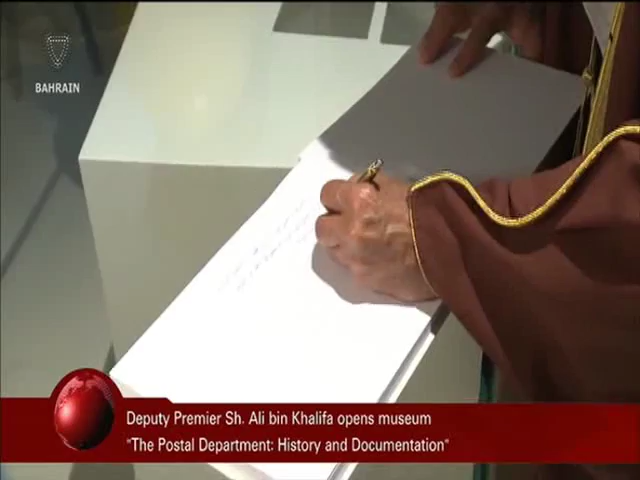 BAHRAIN
Deputy Premier Sh. Ali bin Khalifa opens museum
"The Postal Department: History and Documentation"